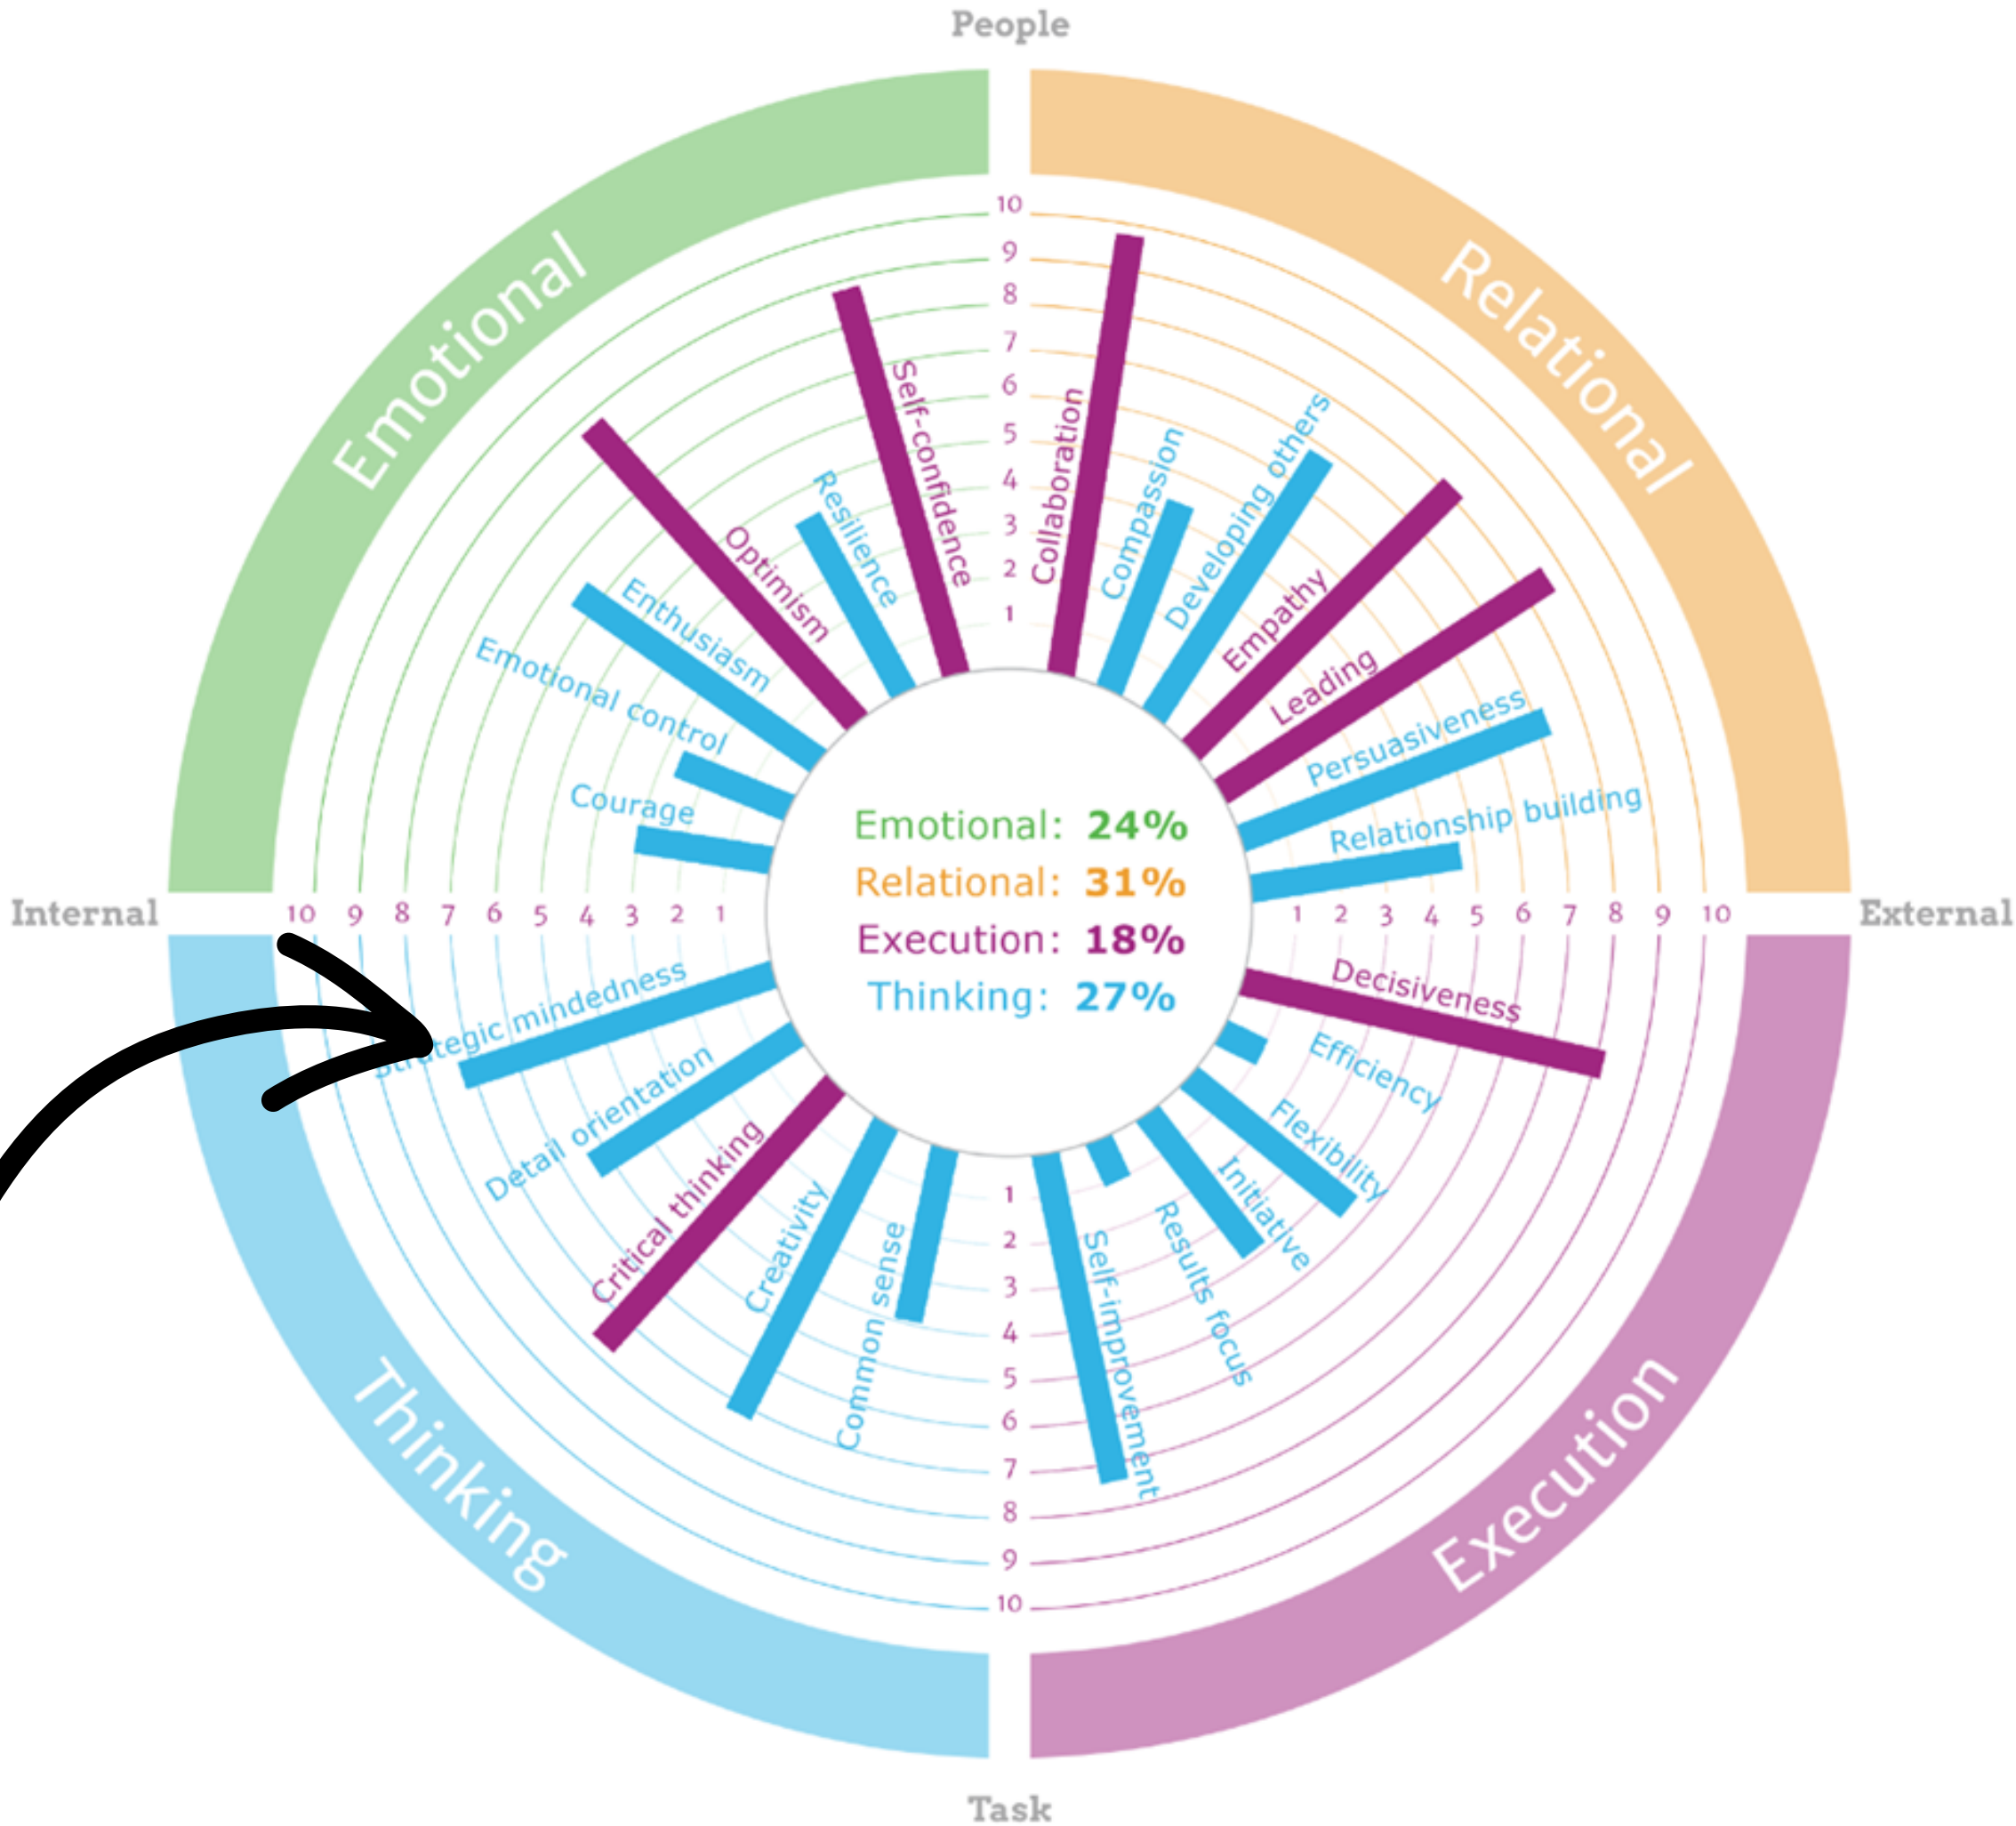 People
Emotional
Relational
10
9
8
7
6
5
4
3
2
1
Self-confidence
Resilience
Optimism
Enthusiasm
Emotional control
Courage
Collaboration
Compassion
Developing others
Empathy
Leading
Persuasiveness
Relationship building
Emotional: 24%
Relational: 31%
Execution: 18%
Thinking: 27%
Internal
10 9 8 7 6 5 4 3 2 1
1 2 3 4 5 6 7 8 9 10
External
Strategic mindedness
Detail orientation
Critical thinking
Creativity
Common sense
Decisiveness
Efficiency
Flexibility
Initiative
Results focus
Self-improvement
1
2
3
4
5
6
7
8
9
10
Thinking
Execution
Task